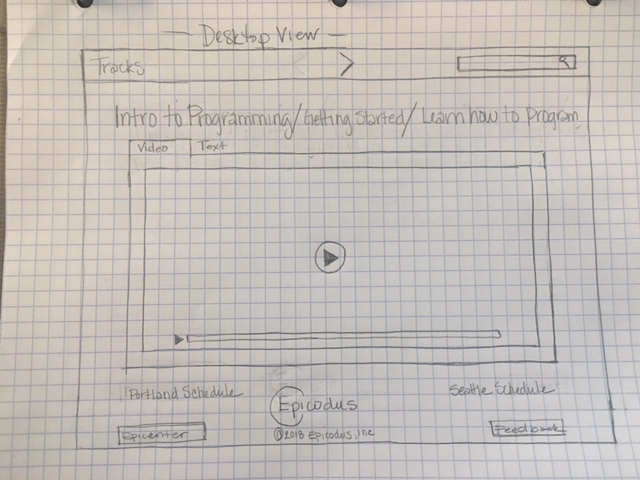 — Desktop View —
Tracks
Intro to Programming/Getting Started/Learn how to Program
Video Text
Portland Schedule Seattle Schedule
Epicodus
Epicenter ©2018 Epicodus, Inc Feedback